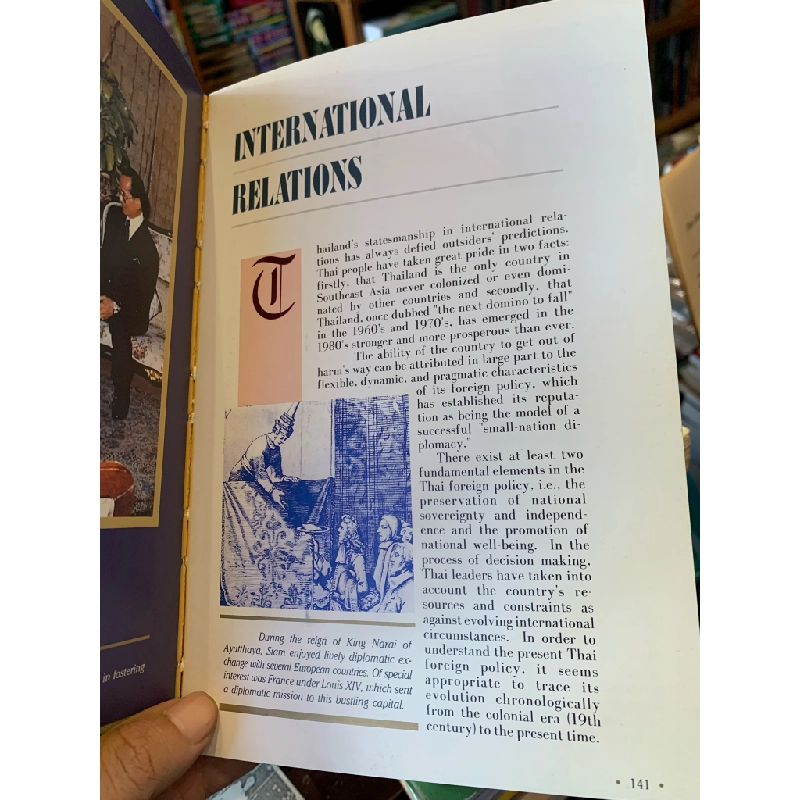 INTERNATIONAL
RELATIONS
Thailand's statesmanship in international rela-
tions has always defied outsiders' predictions.
Thai people have taken great pride in two facts:
firstly, that Thailand is the only country in
Southeast Asia never colonized or even domi-
nated by other countries and secondly, that
Thailand, once dubbed "the next domino to fall"
in the 1960's and 1970's, has emerged in the
1980's stronger and more prosperous than ever.
The ability of the country to get out of
harm's way can be attributed in large part to the
flexible, dynamic, and pragmatic characteristics
of its foreign policy, which
has established its reputa-
tion as being the model of a
successful "small-nation di-
plomacy."
There exist at least two
fundamental elements in the
Thai foreign policy, i.e., the
preservation of national
sovereignty and independ-
ence and the promotion of
national well-being. In the
process of decision making,
Thai leaders have taken into
account the country's re-
sources and constraints as
against evolving international
circumstances. In order to
understand the present Thai
foreign policy, it seems
appropriate to trace its
evolution chronologically
from the colonial era (19th
century) to the present time.
During the reign of King Narai of
Ayutthaya, Siam enjoyed lively diplomatic ex-
change with several European countries. Of special
interest was France under Louis XIV, which sent
a diplomatic mission to this bustling capital.
in fostering
• 141 •